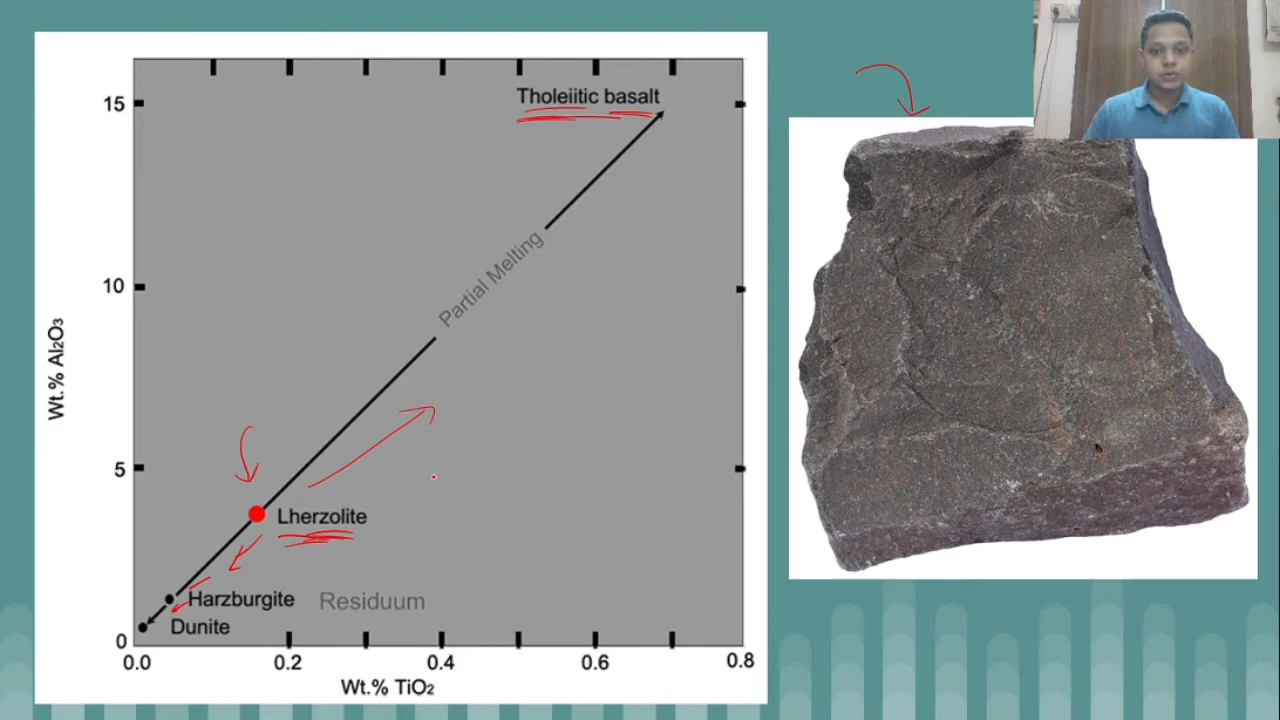 Tholeiitic basalt
15
10
Partial Melting
Wt.% Al₂O₃
5
Lherzolite
Harzburgite Residuum
Dunite
0
0.0 0.2 0.4 0.6 0.8
Wt.% TiO₂